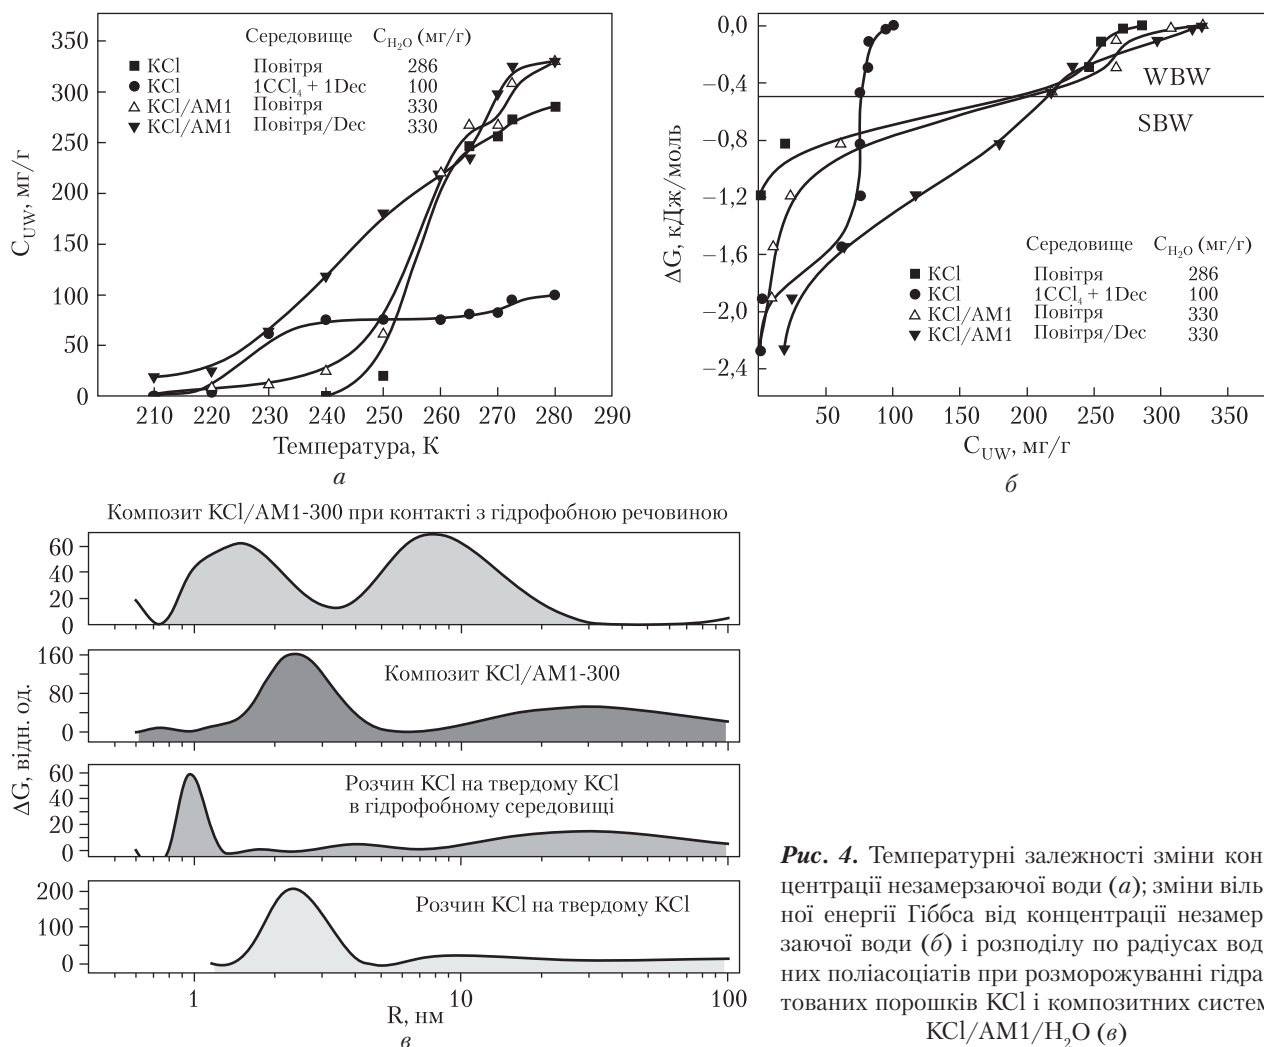 350
300
250
200
150
100
50
0
C_UW, мг/г
Середовище C_H₂O (мг/г)
KCl Повітря 286
KCl 1CCl₄ + 1Dec 100
KCl/AM1 Повітря 330
KCl/AM1 Повітря/Dec 330
210 220 230 240 250 260 270 280 290
Температура, К
а
0,0
−0,4
−0,8
−1,2
−1,6
−2,0
−2,4
ΔG, кДж/моль
WBW
SBW
Середовище C_H₂O (мг/г)
KCl Повітря 286
KCl 1CCl₄ + 1Dec 100
KCl/AM1 Повітря 330
KCl/AM1 Повітря/Dec 330
50 100 150 200 250 300 350
C_UW, мг/г
б
Композит KCl/AM1-300 при контакті з гідрофобною речовиною
60
40
20
0
160
80
0
Композит KCl/AM1-300
60
40
20
0
Розчин KCl на твердому KCl
в гідрофобному середовищі
200
100
0
Розчин KCl на твердому KCl
ΔG, відн. од.
1 10 100
R, нм
в
Рис. 4. Температурні залежності зміни кон-
центрації незамерзаючої води (а); зміни віль-
ної енергії Гіббса від концентрації незамер-
заючої води (б) і розподілу по радіусах вод-
них поліасоціатів при розморожуванні гідра-
тованих порошків KCl і композитних систем
KCl/AM1/H₂O (в)